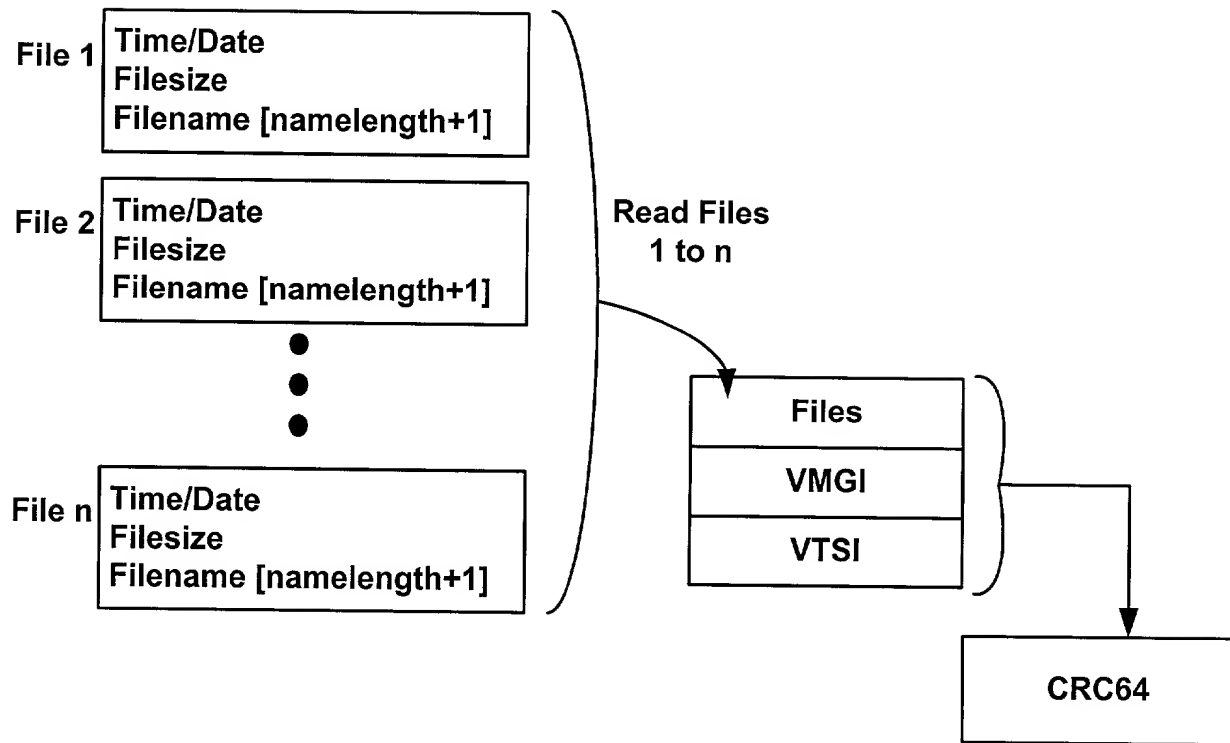 File 1
Time/Date
Filesize
Filename [namelength+1]
File 2
Time/Date
Filesize
Filename [namelength+1]
File n
Time/Date
Filesize
Filename [namelength+1]
Read Files
1 to n
Files
VMGI
VTSI
CRC64